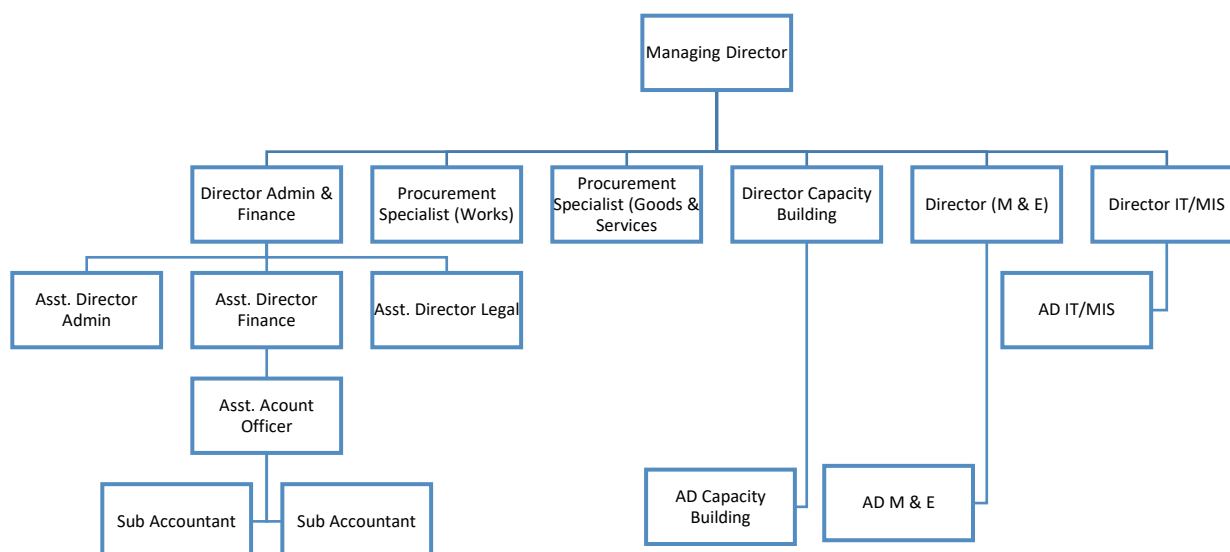 Managing Director
Director Admin &
Finance
Procurement
Specialist (Works)
Procurement
Specialist (Goods &
Services
Director Capacity
Building
Director (M & E)
Director IT/MIS
Asst. Director
Admin
Asst. Director
Finance
Asst. Director Legal
AD IT/MIS
Asst. Acount
Officer
Sub Accountant
Sub Accountant
AD Capacity
Building
AD M & E